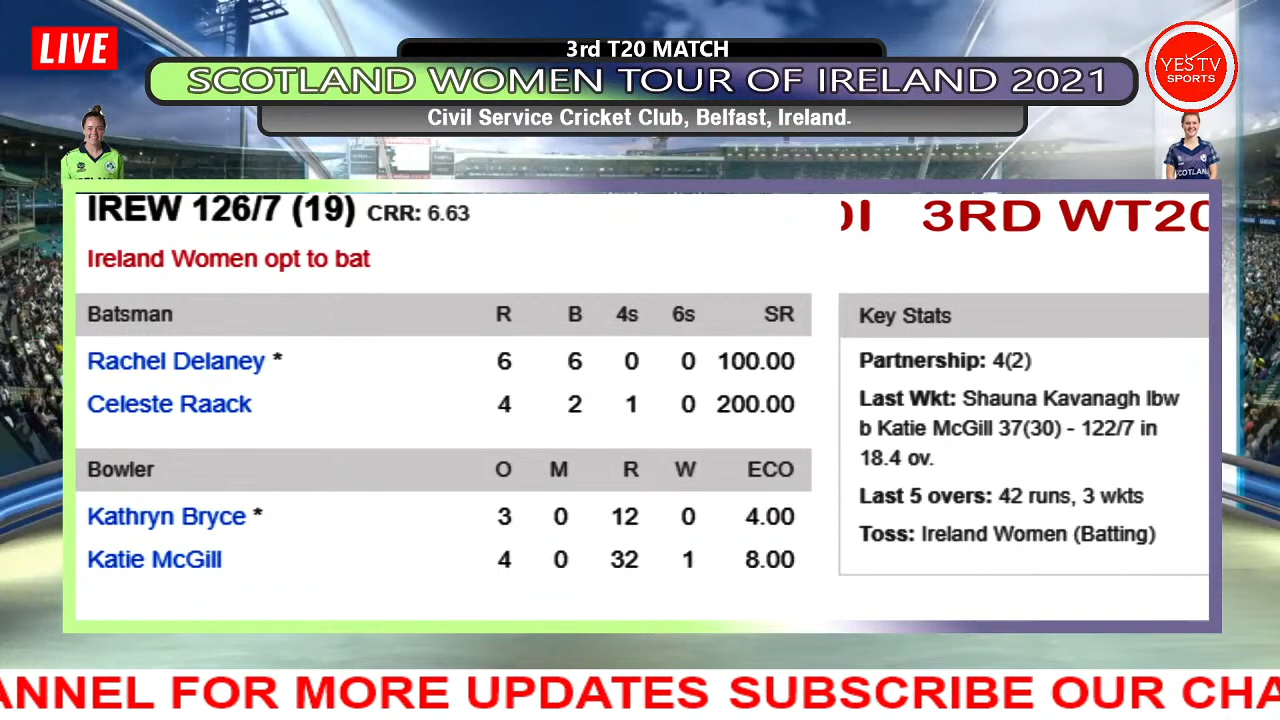 LIVE
3rd T20 MATCH
SCOTLAND WOMEN TOUR OF IRELAND 2021
YES TV
SPORTS
Civil Service Cricket Club, Belfast, Ireland.
SCOTLAND
IREW 126/7 (19) CRR: 6.63
DI 3RD WT20
Ireland Women opt to bat
Batsman R B 4s 6s SR
Rachel Delaney * 6 6 0 0 100.00
Celeste Raack 4 2 1 0 200.00
Bowler O M R W ECO
Kathryn Bryce * 3 0 12 0 4.00
Katie McGill 4 0 32 1 8.00
Key Stats
Partnership: 4(2)
Last Wkt: Shauna Kavanagh lbw
b Katie McGill 37(30) - 122/7 in
18.4 ov.
Last 5 overs: 42 runs, 3 wkts
Toss: Ireland Women (Batting)
ANNEL FOR MORE UPDATES SUBSCRIBE OUR CHA